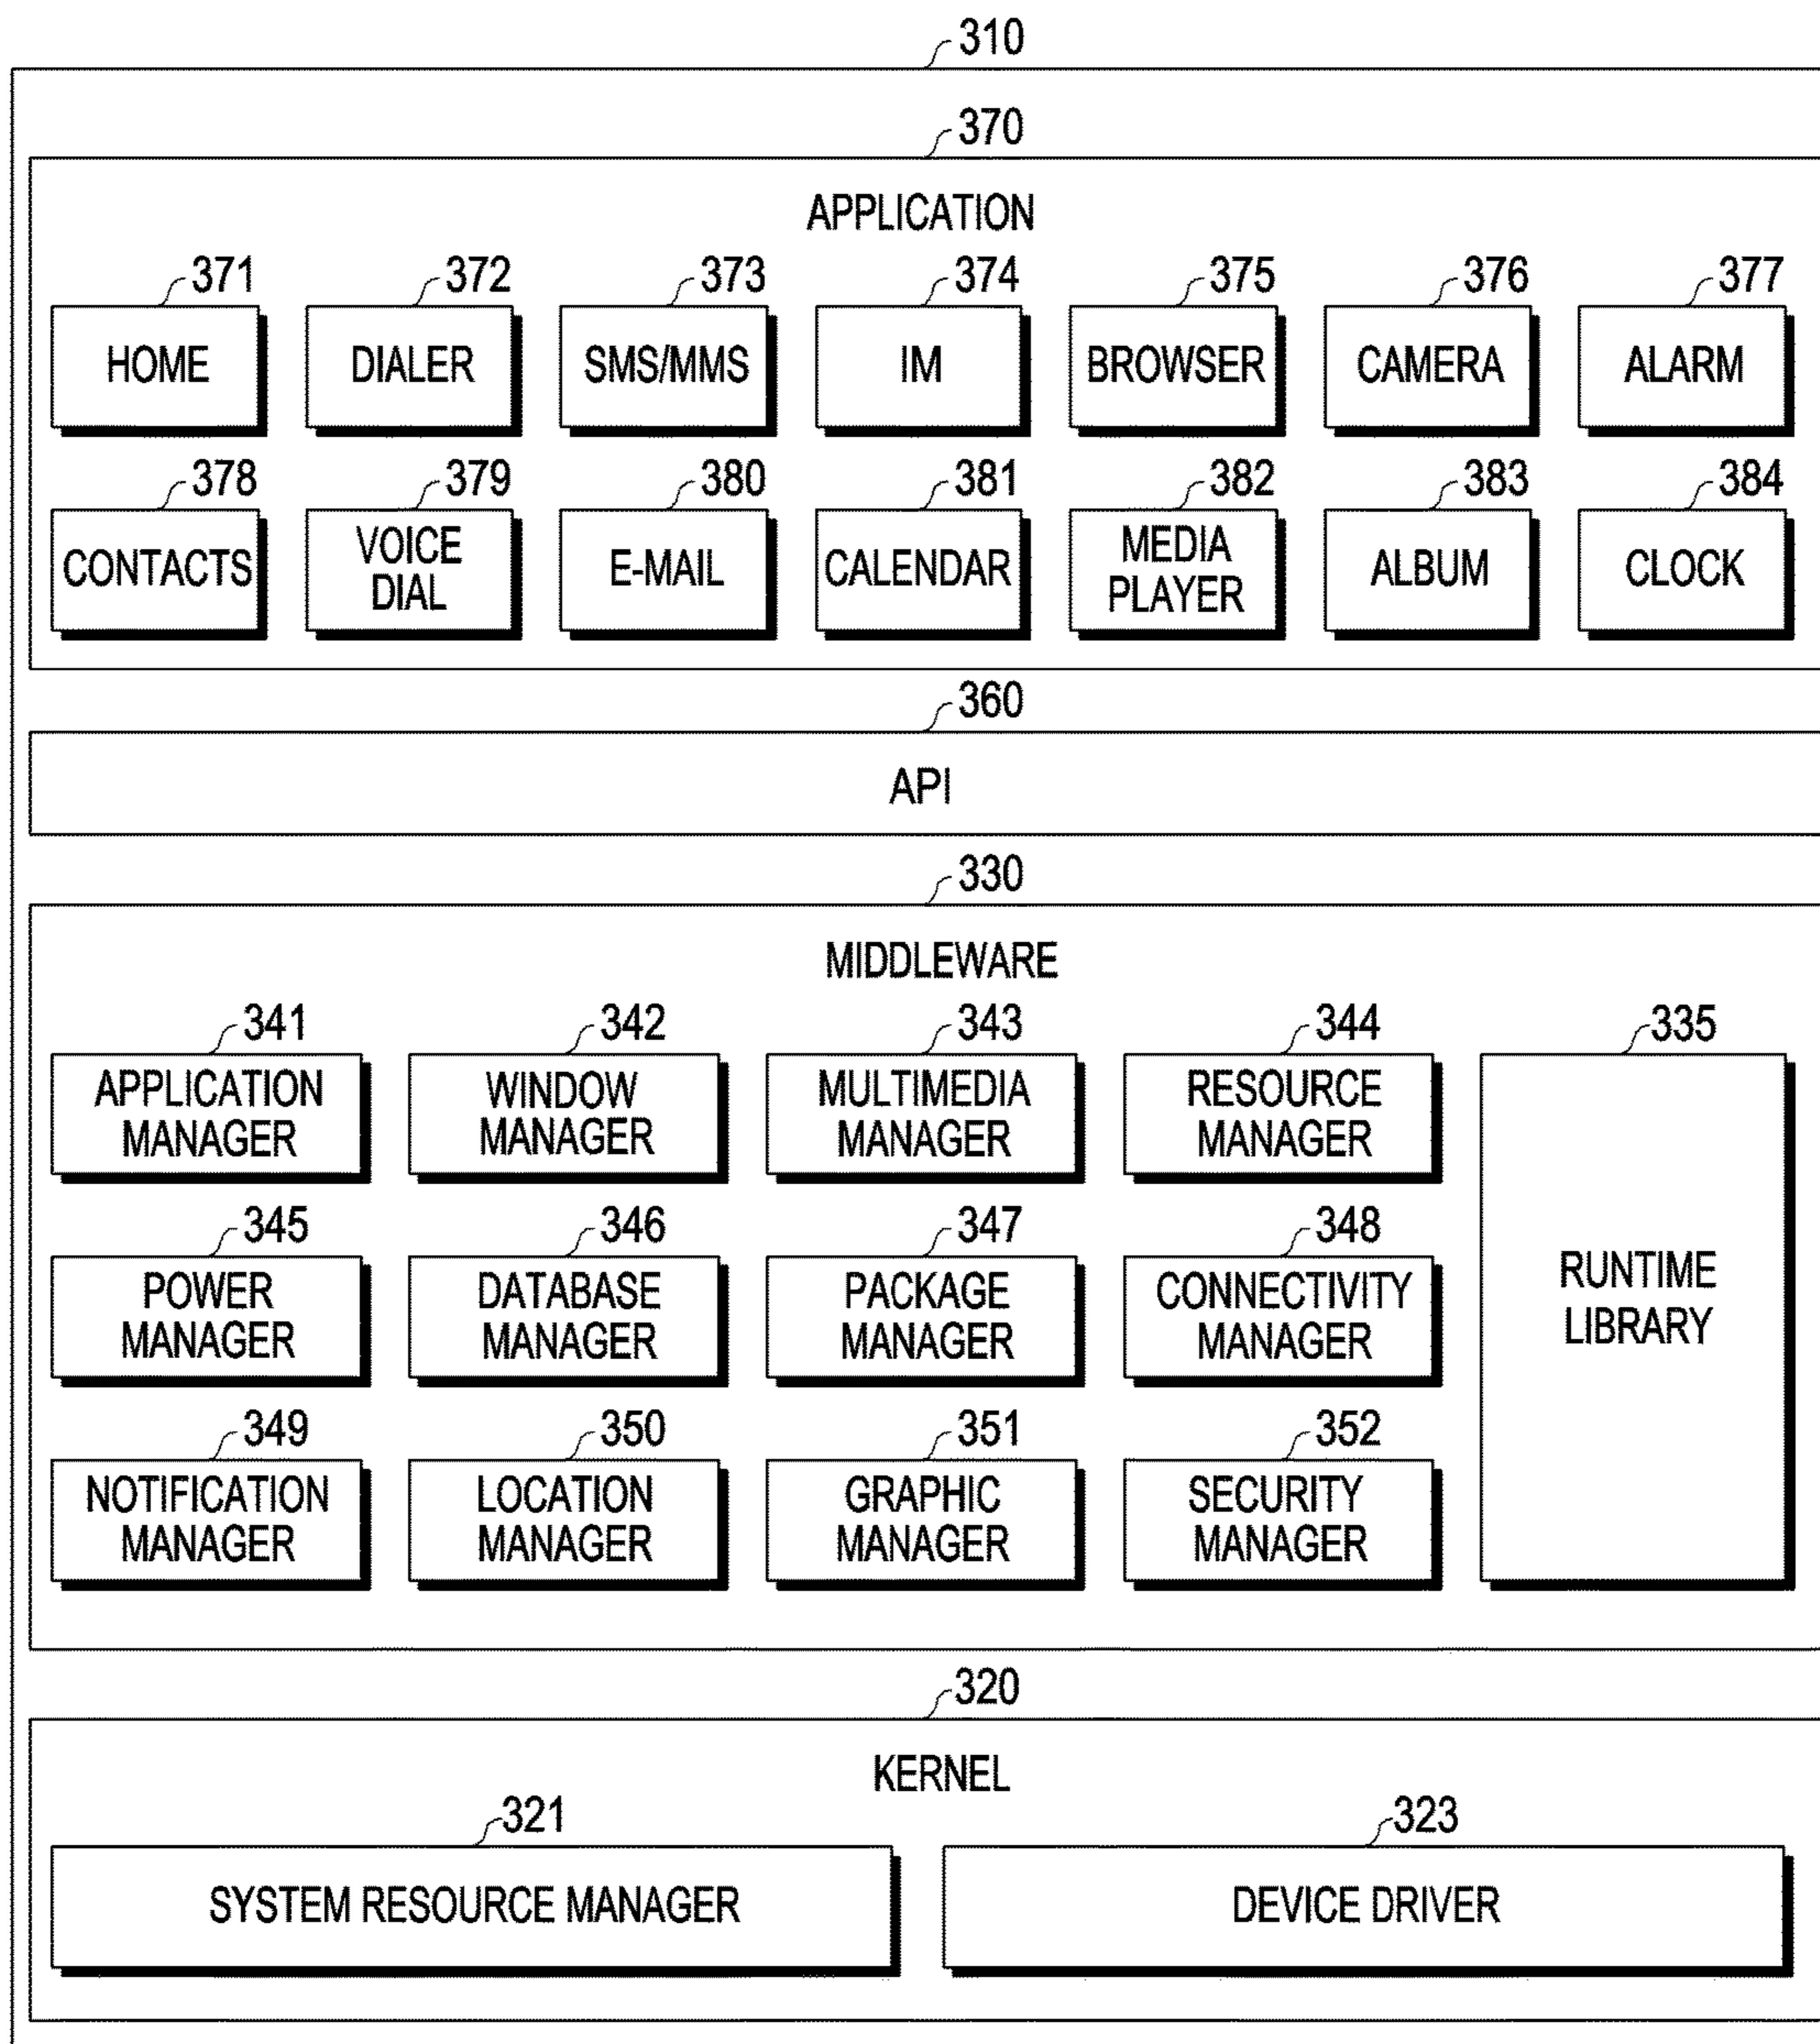 310
370
APPLICATION
371 372 373 374 375 376 377
HOME DIALER SMS/MMS IM BROWSER CAMERA ALARM
378 379 380 381 382 383 384
CONTACTS VOICE DIAL E-MAIL CALENDAR MEDIA PLAYER ALBUM CLOCK
360
API
330
MIDDLEWARE
341 342 343 344 335
APPLICATION MANAGER WINDOW MANAGER MULTIMEDIA MANAGER RESOURCE MANAGER
345 346 347 348
POWER MANAGER DATABASE MANAGER PACKAGE MANAGER CONNECTIVITY MANAGER RUNTIME LIBRARY
349 350 351 352
NOTIFICATION MANAGER LOCATION MANAGER GRAPHIC MANAGER SECURITY MANAGER
320
KERNEL
321 323
SYSTEM RESOURCE MANAGER DEVICE DRIVER